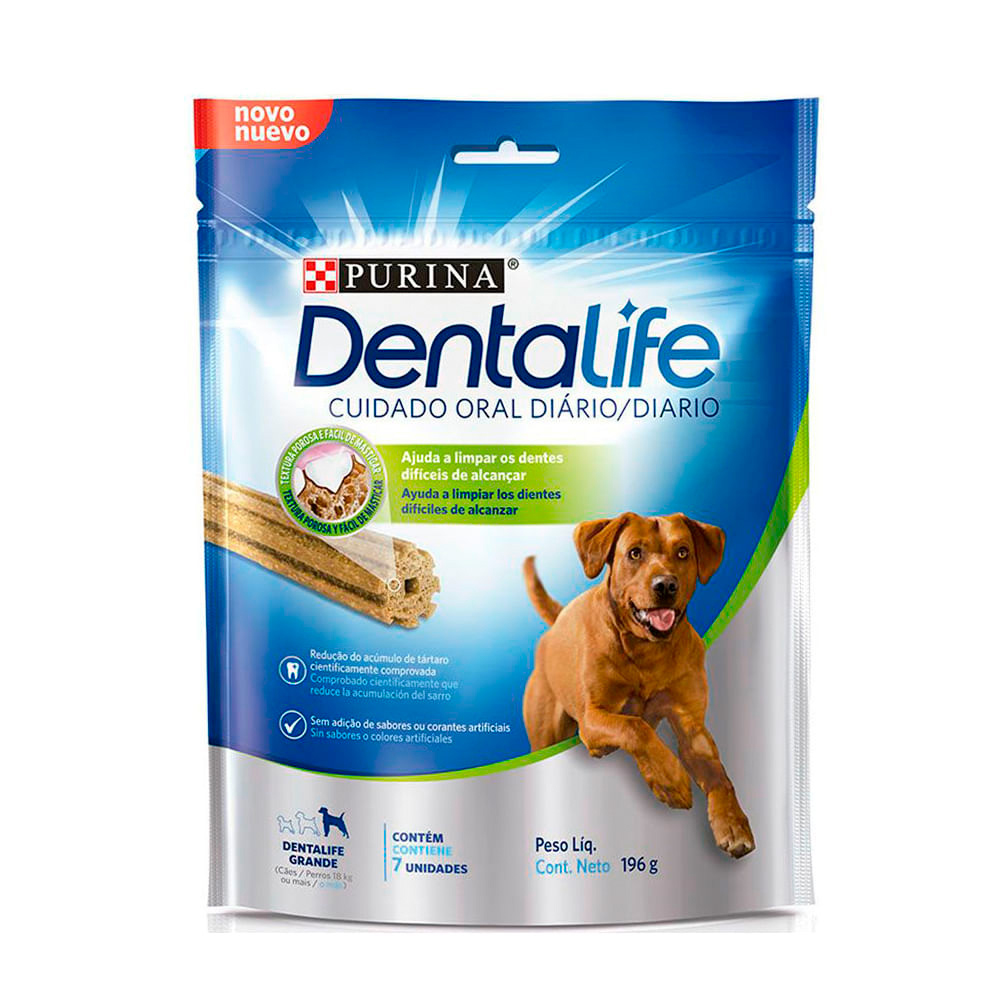 novo
nuevo
PURINA®
Dentalife
CUIDADO ORAL DIÁRIO/DIARIO
TEXTURA POROSA E FÁCIL DE MASTIGAR
TEXTURA POROSA Y FÁCIL DE MASTICAR
Ajuda a limpar os dentes
difíceis de alcançar
Ayuda a limpiar los dientes
difíciles de alcanzar
Redução do acúmulo de tártaro
cientificamente comprovada
Comprobado científicamente que
reduce la acumulación del sarro
Sem adição de sabores ou corantes artificiais
Sin sabores o colores artificiales
DENTALIFE
GRANDE
(Cães / Perros 18 kg
ou mais / o más)
CONTÉM
CONTIENE
7 UNIDADES
Peso Líq.
Cont. Neto 196 g